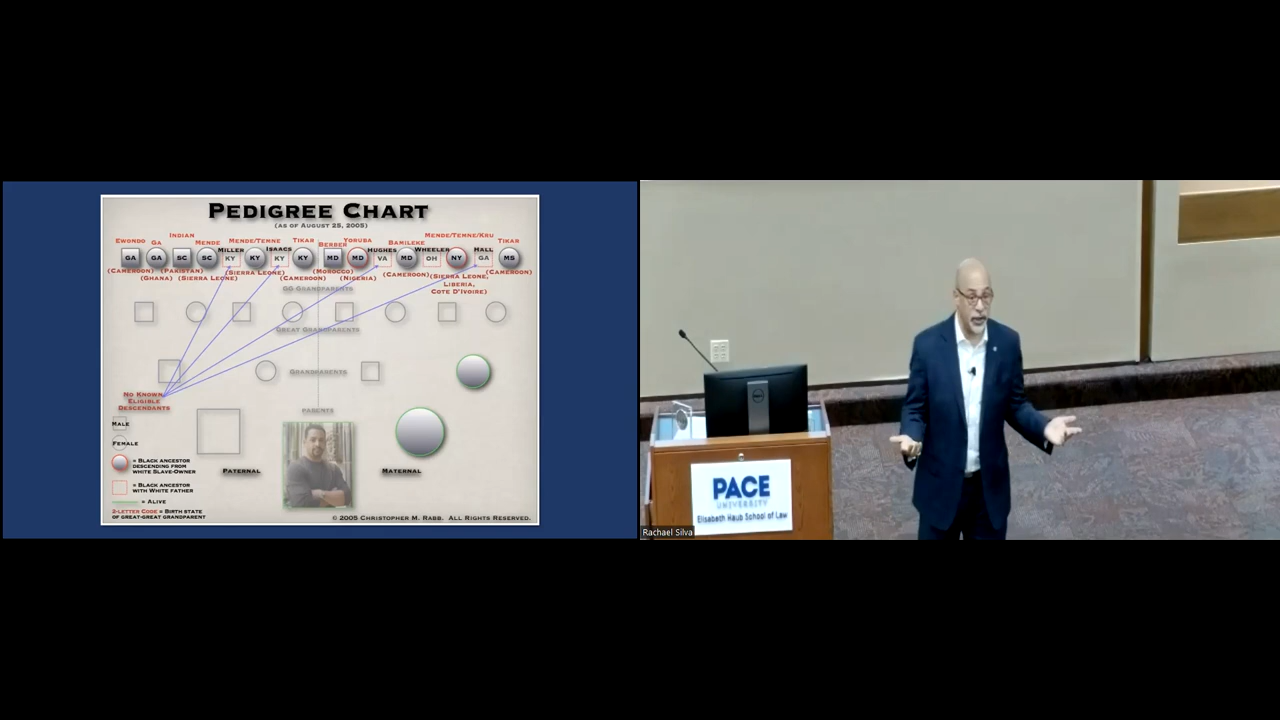 PEDIGREE CHART
(AS OF AUGUST 25, 2005)
EWONDO GA INDIAN MENDE MENDE/TEMNE TIKAR BERBER YORUBA BAMILEKE MENDE/TEMNE/KRU TIKAR
MILLER ISAACS HUGHES WHEELER HALL
GA GA SC SC KY KY KY KY MD MD VA MD OH NY GA MS
(CAMEROON) (PAKISTAN) (SIERRA LEONE) (MOROCCO) (CAMEROON) (SIERRA LEONE, (CAMEROON)
(GHANA) (SIERRA LEONE) (CAMEROON) (NIGERIA) LIBERIA,
COTE D'IVOIRE)
GG GRANDPARENTS
GREAT GRANDPARENTS
GRANDPARENTS
NO KNOWN
ELIGIBLE
DESCENDANTS
PARENTS
MALE
FEMALE
= BLACK ANCESTOR
DESCENDING FROM
WHITE SLAVE-OWNER
PATERNAL MATERNAL
= BLACK ANCESTOR
WITH WHITE FATHER
= ALIVE
2-LETTER CODE = BIRTH STATE
OF GREAT-GREAT GRANDPARENT
© 2005 CHRISTOPHER M. RABB. ALL RIGHTS RESERVED.
DELL
PACE
UNIVERSITY
Elisabeth Haub School of Law
Rachael Silva